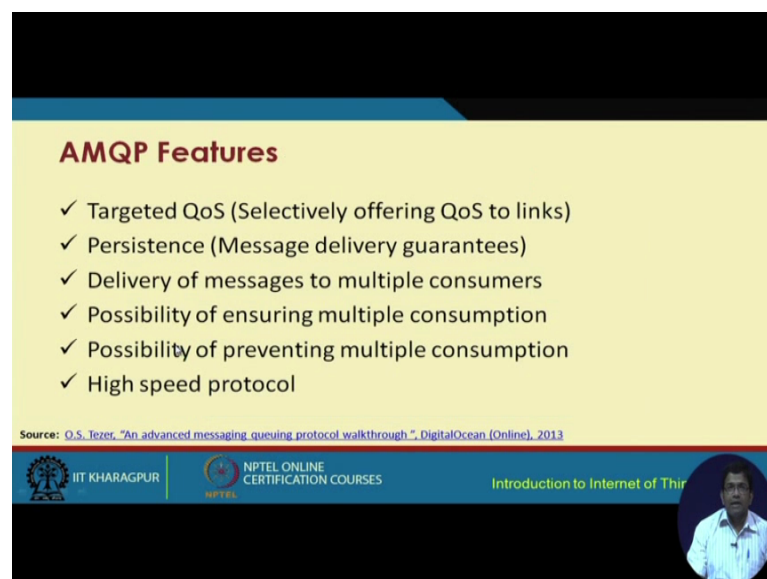 AMQP Features
✓ Targeted QoS (Selectively offering QoS to links)
✓ Persistence (Message delivery guarantees)
✓ Delivery of messages to multiple consumers
✓ Possibility of ensuring multiple consumption
✓ Possibility of preventing multiple consumption
✓ High speed protocol
Source: O.S. Tezer, “An advanced messaging queuing protocol walkthrough ”, DigitalOcean (Online), 2013
IIT KHARAGPUR
NPTEL
NPTEL ONLINE
CERTIFICATION COURSES
Introduction to Internet of Thin